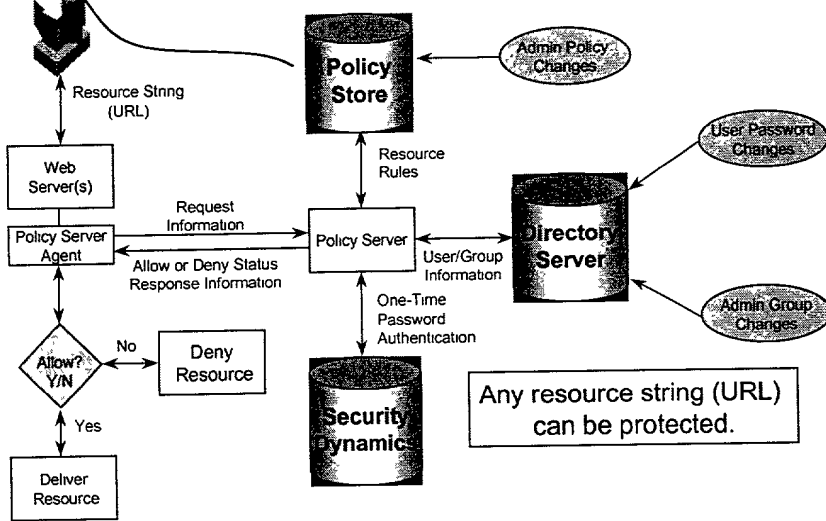 Policy
Store
Admin Policy
Changes
Resource String
(URL)
User Password
Changes
Web
Server(s)
Resource
Rules
Request
Information
Policy Server
Agent
Policy Server
Directory
Server
Allow or Deny Status
Response Information
User/Group
Information
One-Time
Password
Authentication
Admin Group
Changes
Allow?
Y/N
No
Deny
Resource
Security
Dynamics
Any resource string (URL)
can be protected.
Yes
Deliver
Resource